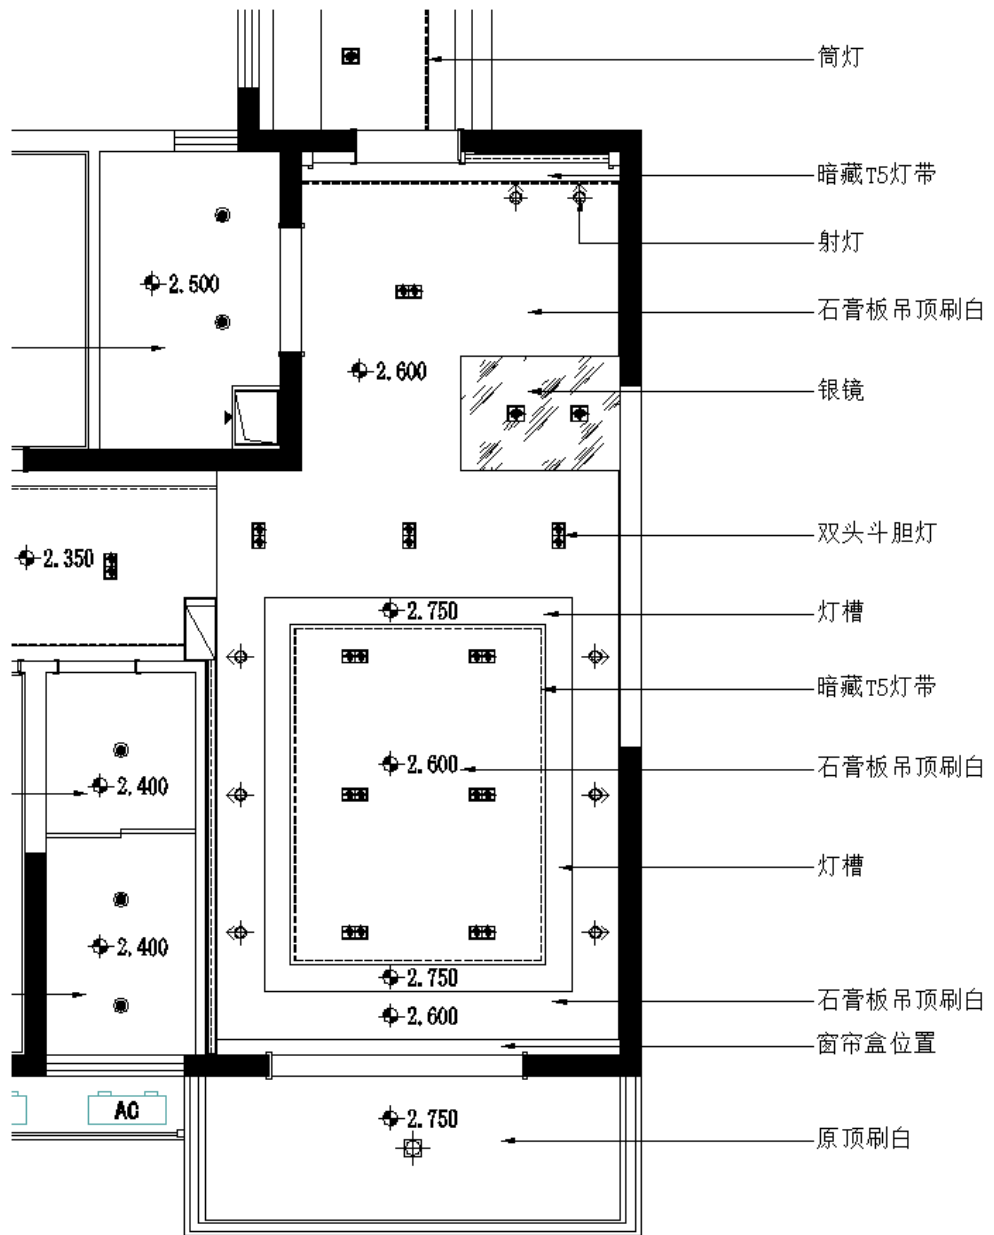 筒灯
暗藏T5灯带
射灯
2.500
石膏板吊顶刷白
2.600
银镜
双头斗胆灯
2.350
2.750
灯槽
暗藏T5灯带
2.600
石膏板吊顶刷白
2.400
灯槽
2.400
2.750
石膏板吊顶刷白
2.600
窗帘盒位置
AC
2.750
原顶刷白